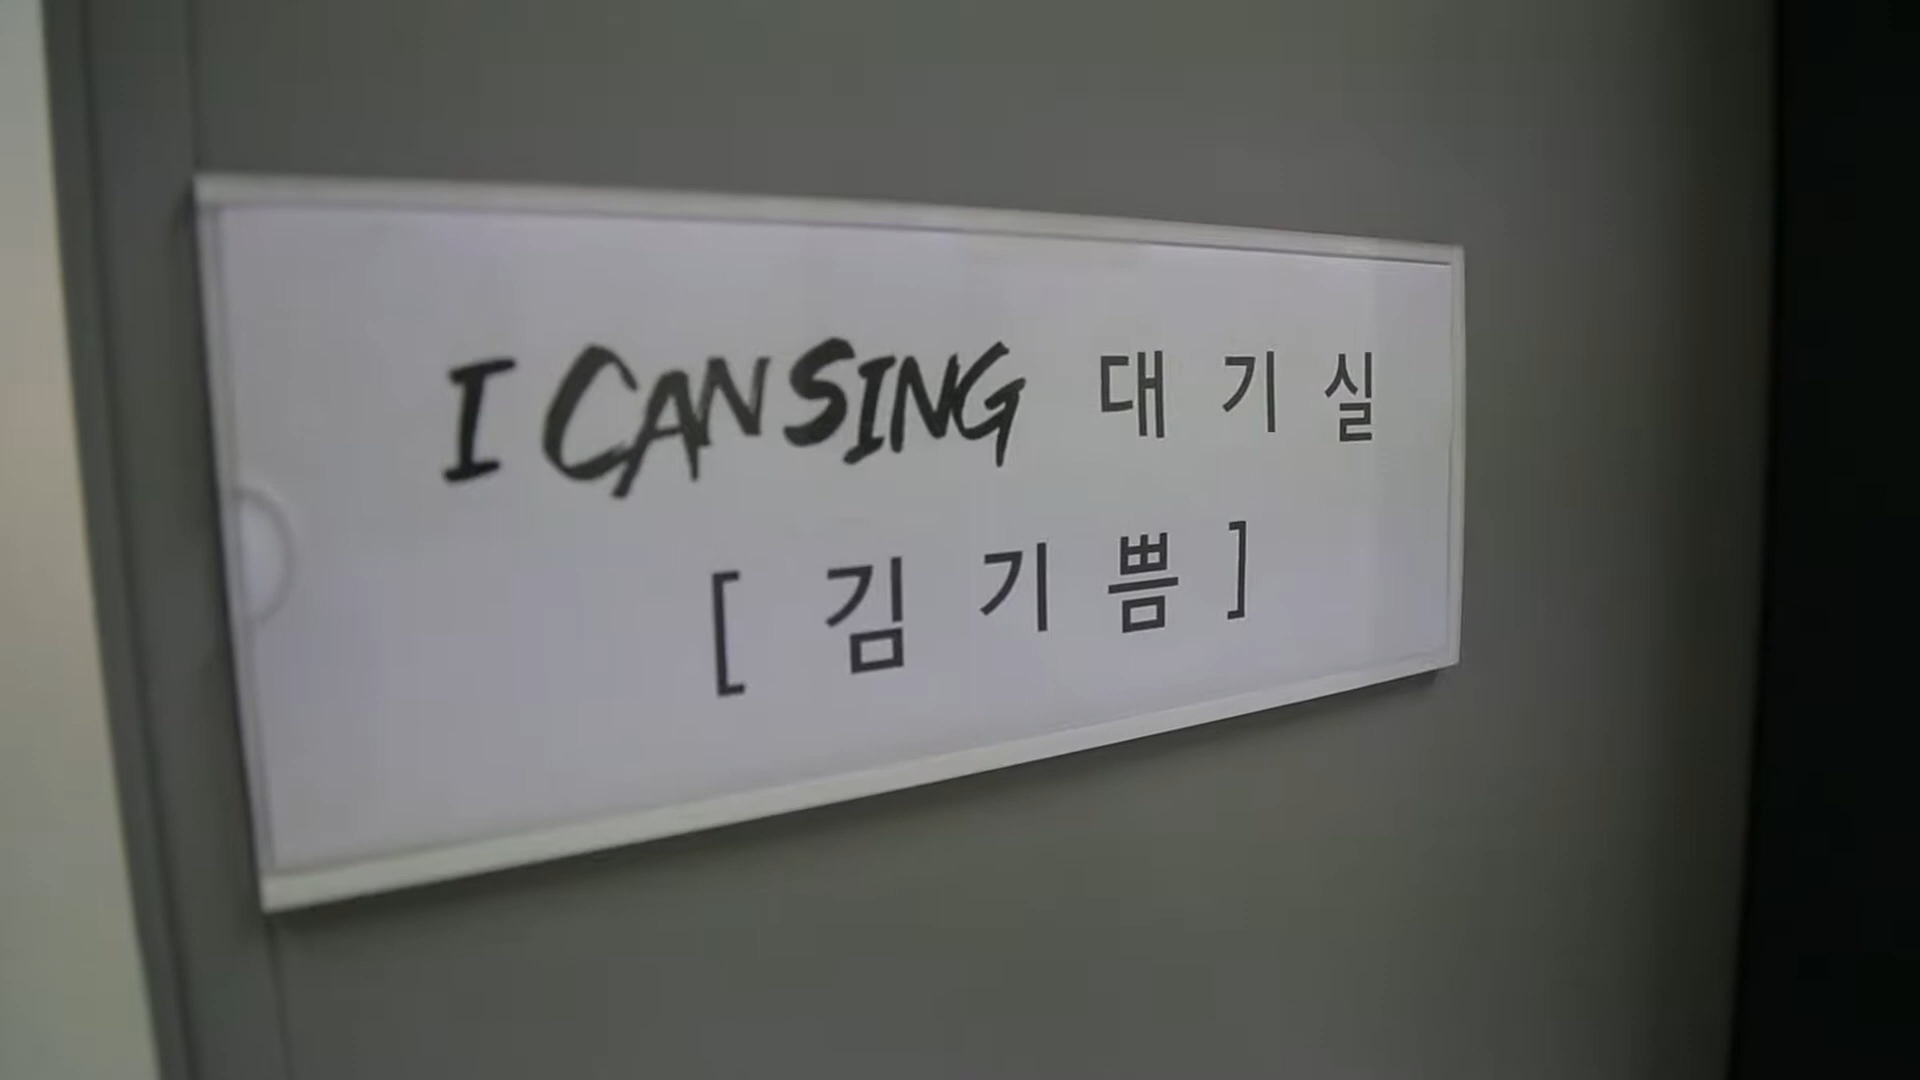 I CAN SING 대 기 실
[ 김 기 쁨 ]